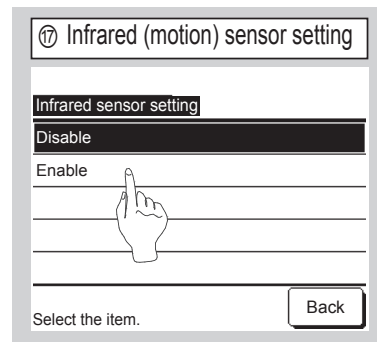 ⑰ Infrared (motion) sensor setting
Infrared sensor setting
Disable
Enable
Select the item.
Back